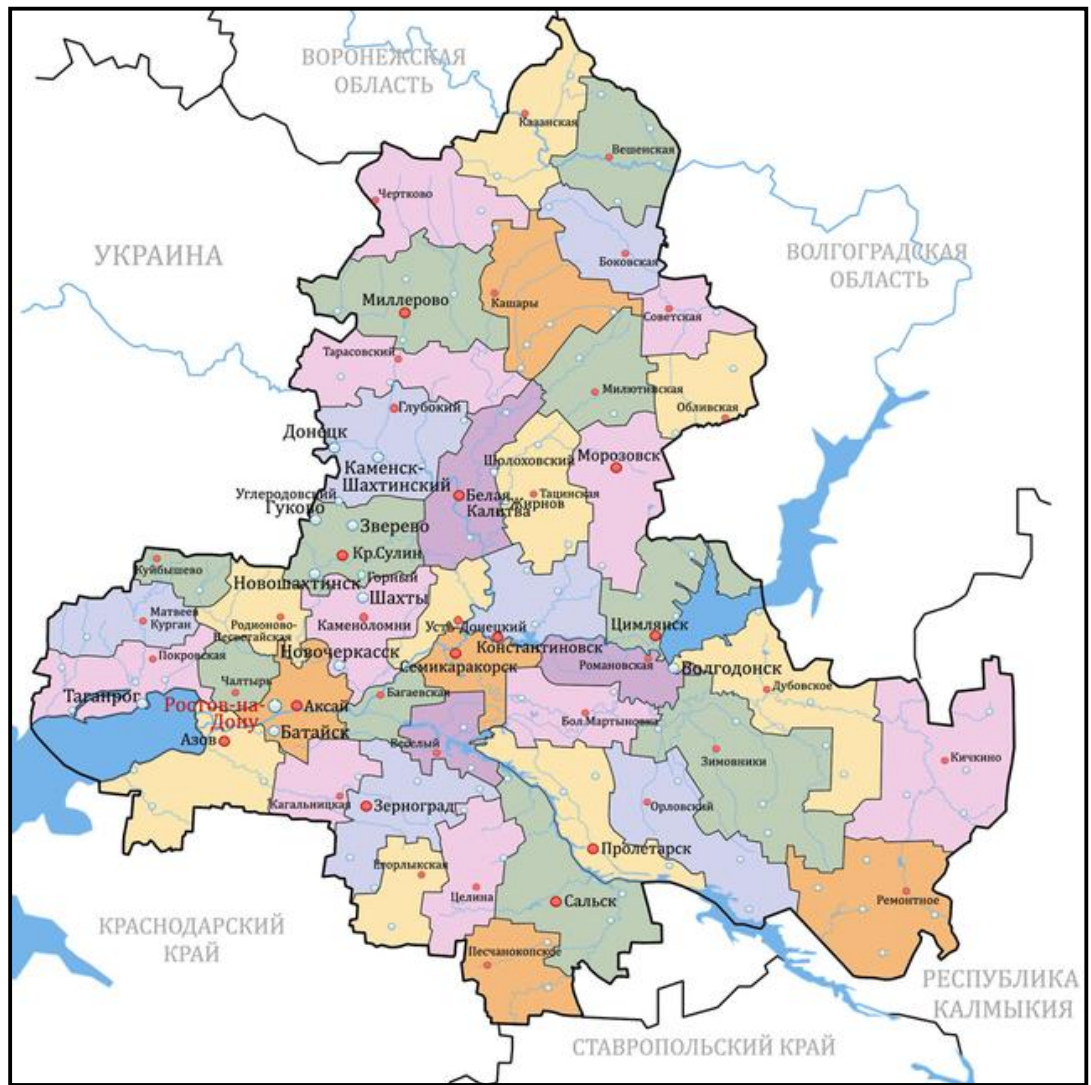 ВОРОНЕЖСКАЯ
ОБЛАСТЬ
Казанская
Вешенская
Чертково
УКРАИНА
ВОЛГОГРАДСКАЯ
ОБЛАСТЬ
Боковская
Миллерово
Кашары
Советская
Тарасовский
Милютинская
Глубокий
Обливская
Донецк
Каменск-
Шахтинский
Шолоховский
Морозовск
Углеродовский
Гуково
Белая
Калитва
Тацинская
Жирнов
Зверево
Кр.Сулин
Куйбышево
Новошахтинск
Горный
Шахты
Матвеев
Курган
Родионово-
Несветайская
Каменоломни
Усть-Донецкий
Цимлянск
Константиновск
Покровская
Новочеркасск
Семикаракорск
Романовская
Волгодонск
Чалтырь
Багаевская
Дубовское
Таганрог
Ростов-на-
Дону
Аксай
Бол.Мартыновка
Азов
Батайск
Веселый
Зимовники
Кичкино
Кагальницкая
Зерноград
Орловский
Пролетарск
Егорлыкская
Целина
Сальск
Ремонтное
КРАСНОДАРСКИЙ
КРАЙ
Песчанокопское
РЕСПУБЛИКА
КАЛМЫКИЯ
СТАВРОПОЛЬСКИЙ КРАЙ